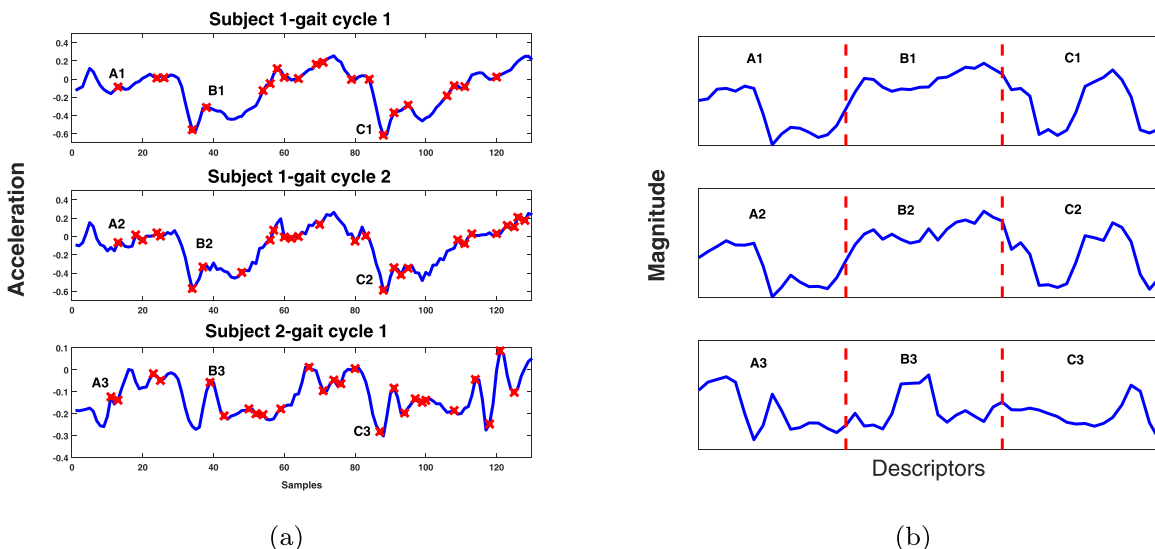 Subject 1-gait cycle 1
0.4
0.2
0
-0.2
-0.4
-0.6
A1
B1
C1
0 20 40 60 80 100 120
Subject 1-gait cycle 2
0.4
0.2
0
-0.2
-0.4
-0.6
A2
B2
C2
0 20 40 60 80 100 120
Subject 2-gait cycle 1
0.1
0
-0.1
-0.2
-0.3
-0.4
A3
B3
C3
0 20 40 60 80 100 120
Samples
Acceleration
(a)
A1 B1 C1
A2 B2 C2
A3 B3 C3
Magnitude
Descriptors
(b)